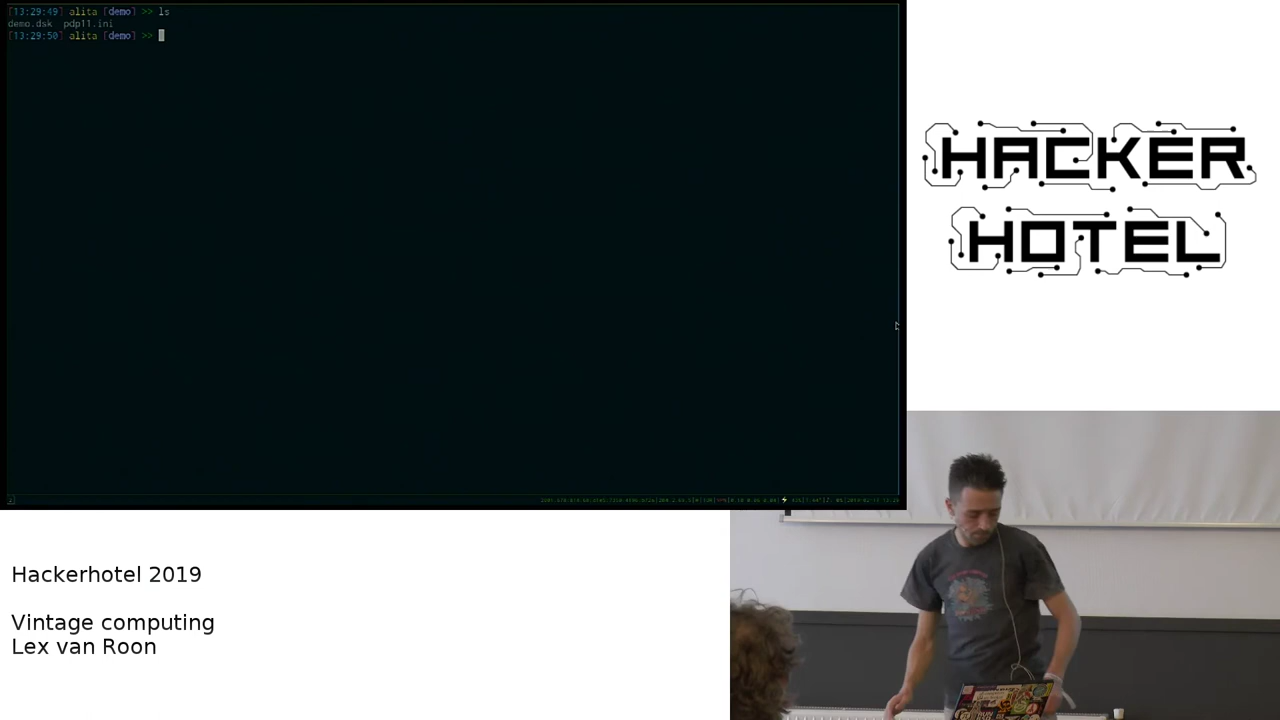 [13:29:49] alita [demo] >> ls
demo.dsk pdp11.ini
[13:29:50] alita [demo] >>
HACKER
HOTEL
Hackerhotel 2019
Vintage computing
Lex van Roon